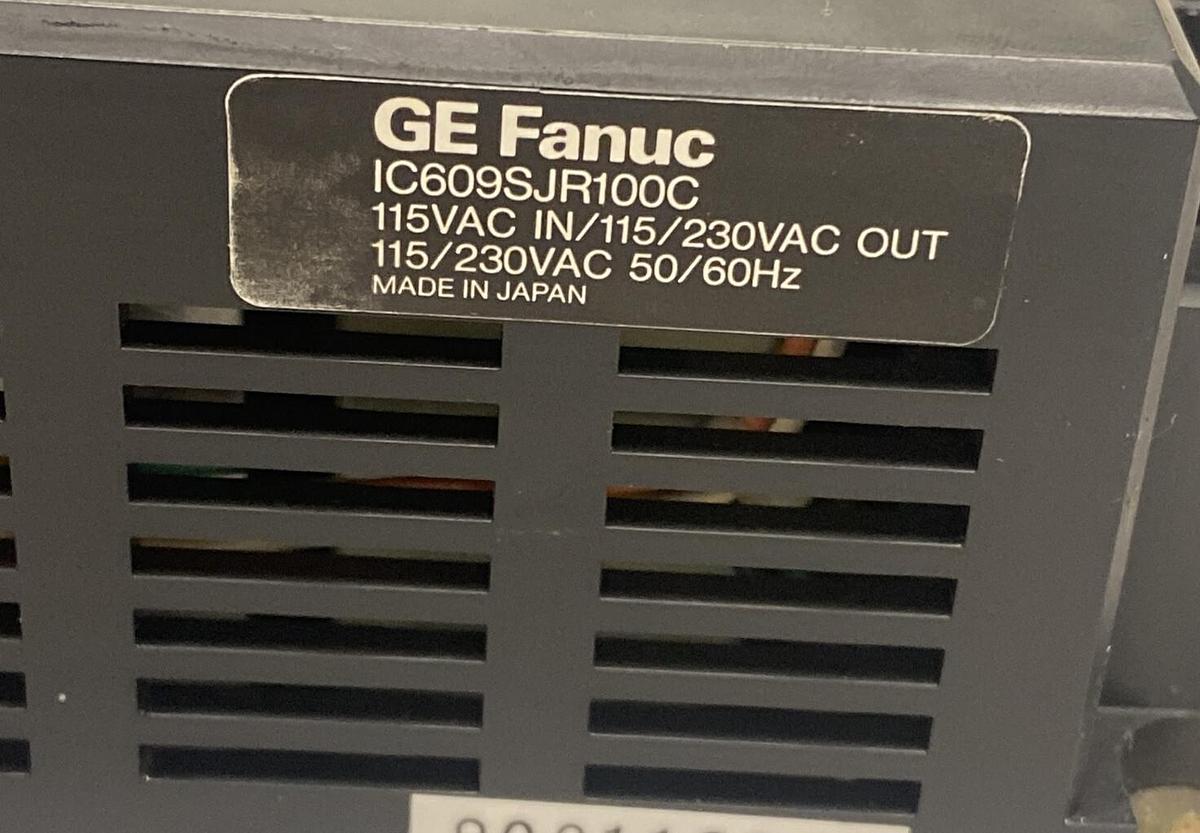 GE Fanuc
IC609SJR100C
115VAC IN/115/230VAC OUT
115/230VAC 50/60Hz
MADE IN JAPAN